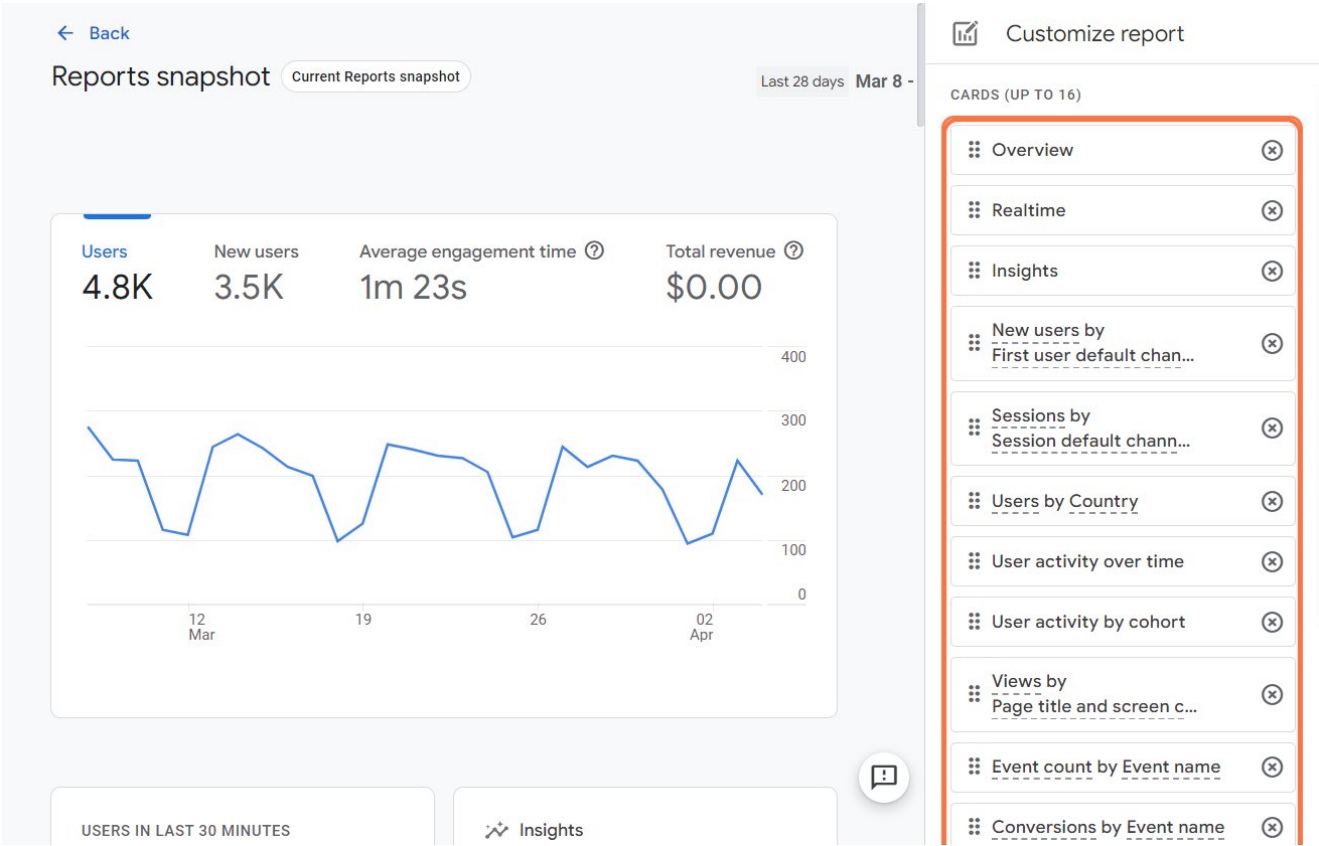 Back
Reports snapshot Current Reports snapshot
Last 28 days Mar 8 -
Users New users Average engagement time Total revenue
4.8K 3.5K 1m 23s $0.00
400
300
200
100
0
12 19 26 02
Mar Apr
USERS IN LAST 30 MINUTES
Insights
Customize report
CARDS (UP TO 16)
Overview
Realtime
Insights
New users by
First user default chan...
Sessions by
Session default chann...
Users by Country
User activity over time
User activity by cohort
Views by
Page title and screen c...
Event count by Event name
Conversions by Event name